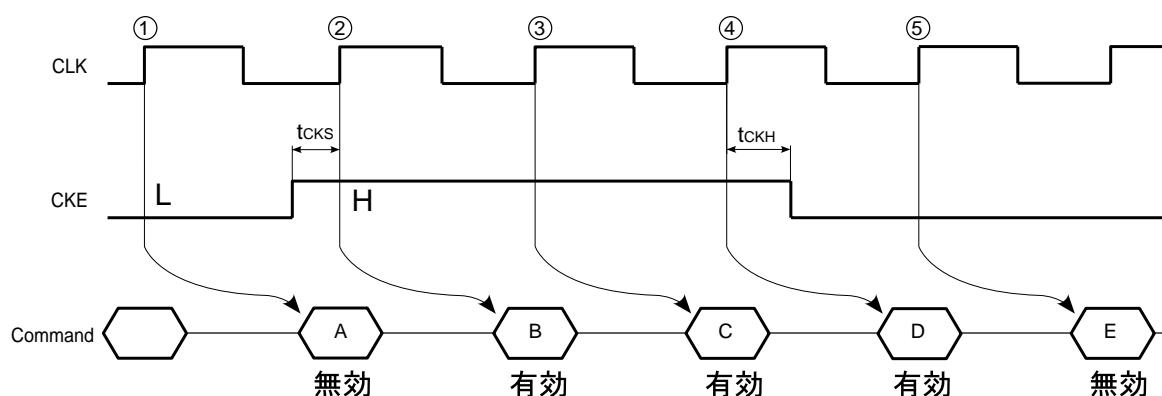 ① ② ③ ④ ⑤
CLK
tCKS tCKH
CKE L H
Command A B C D E
無効 有効 有効 有効 無効